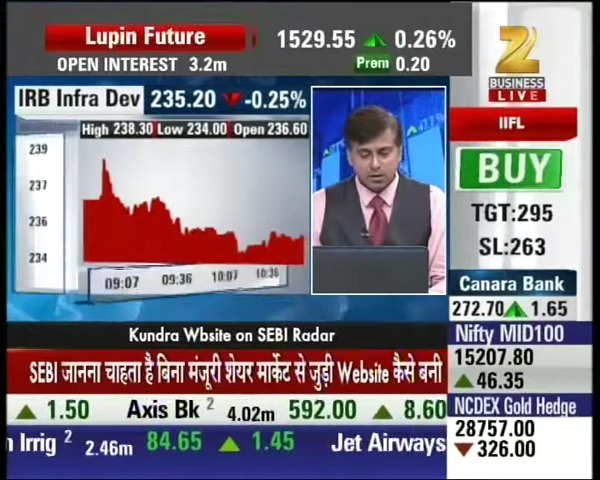 Lupin Future
1529.55 0.26%
OPEN INTEREST 3.2m
Prem 0.20
Z
BUSINESS
LIVE
IRB Infra Dev 235.20 -0.25%
High 238.30 Low 234.00 Open 236.60
239
237
236
234
09:07 09:36 10:07 10:36
IIFL
BUY
TGT:295
SL:263
Canara Bank
272.70 1.65
Nifty MID100
15207.80
46.35
NCDEX Gold Hedge
28757.00
326.00
Kundra Wbsite on SEBI Radar
SEBI जानना चाहता है बिना मंजूरी शेयर मार्केट से जुड़ी Website कैसे बनी
1.50 Axis Bk 2 4.02m 592.00 8.60
Irrig 2 2.46m 84.65 1.45 Jet Airways